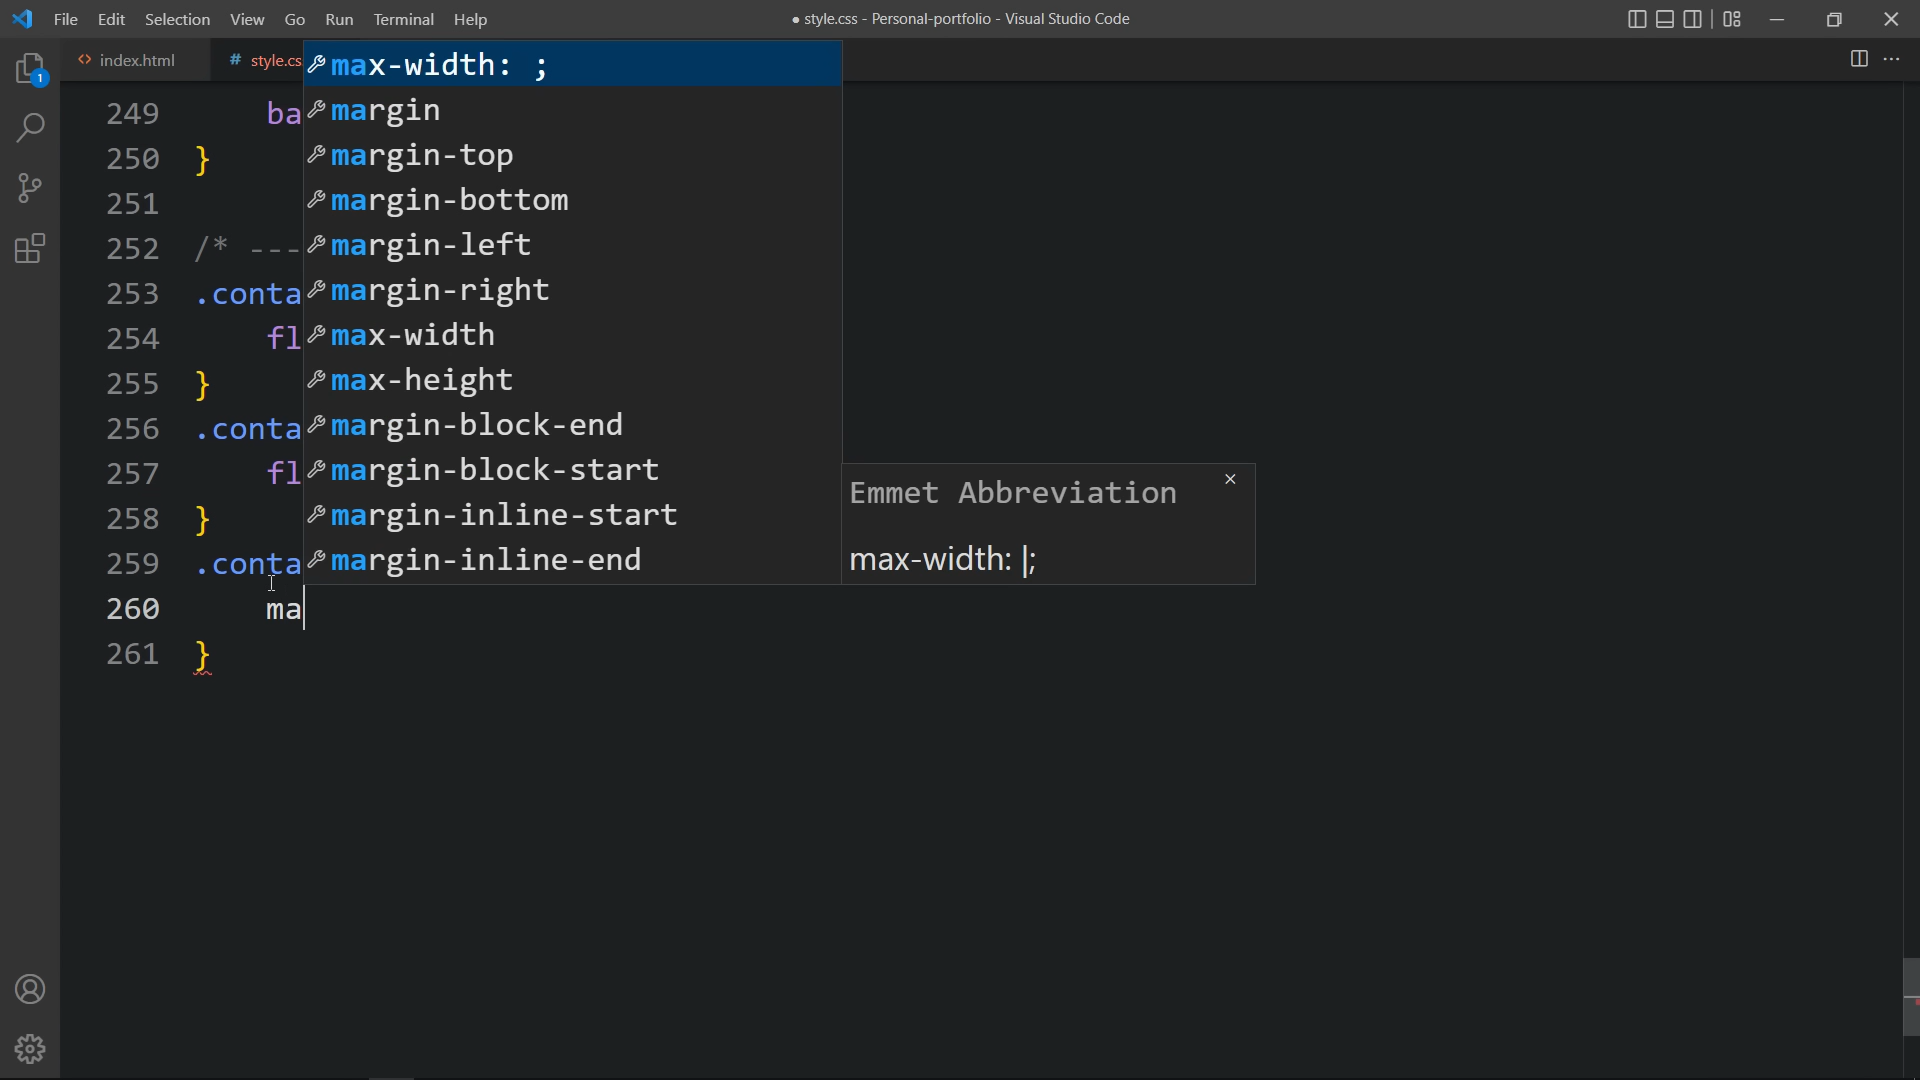 File Edit Selection View Go Run Terminal Help
● style.css - Personal-portfolio - Visual Studio Code
index.html
# style.cs
1
249 ba
250 }
251
252 /* ---
253 .conta
254 fl
255 }
256 .conta
257 fl
258 }
259 .conta
260 ma
261 }
max-width: ;
margin
margin-top
margin-bottom
margin-left
margin-right
max-width
max-height
margin-block-end
margin-block-start
margin-inline-start
margin-inline-end
Emmet Abbreviation
max-width: |;